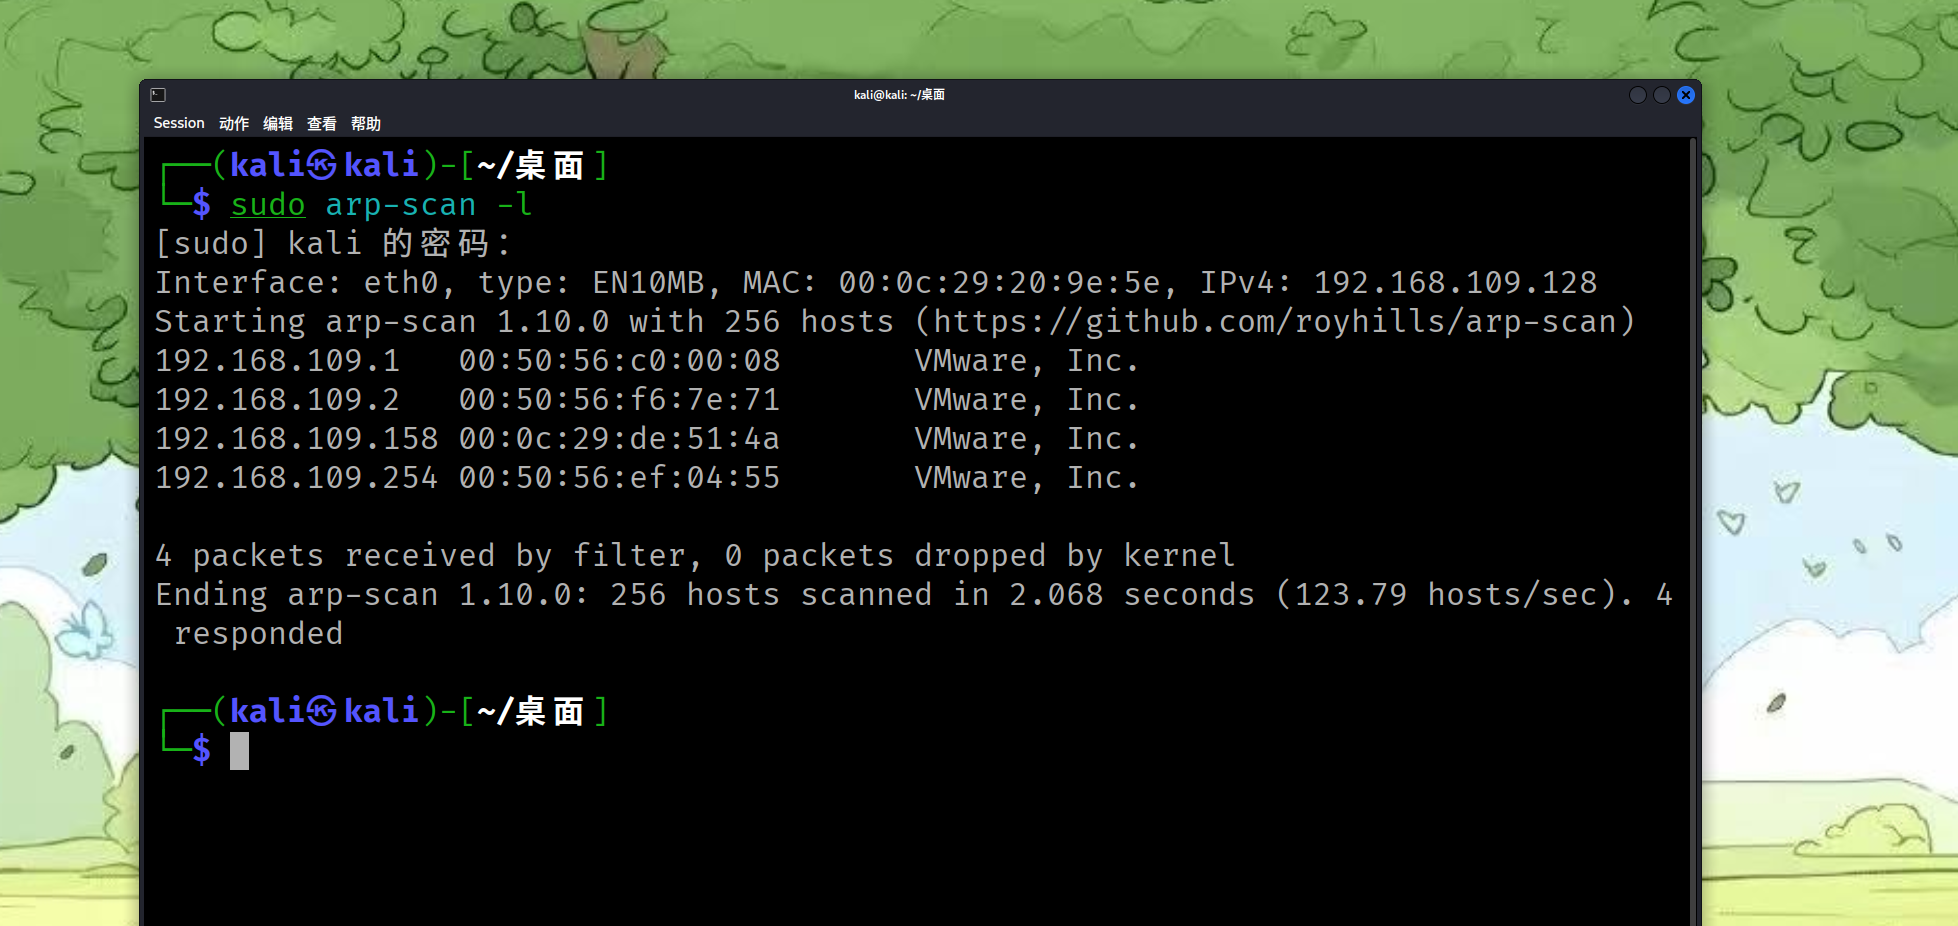 kali@kali: ~/桌面
Session 动作 编辑 查看 帮助
┌──(kali㉿kali)-[~/桌面]
└─$ sudo arp-scan -l
[sudo] kali 的密码：
Interface: eth0, type: EN10MB, MAC: 00:0c:29:20:9e:5e, IPv4: 192.168.109.128
Starting arp-scan 1.10.0 with 256 hosts (https://github.com/royhills/arp-scan)
192.168.109.1   00:50:56:c0:00:08       VMware, Inc.
192.168.109.2   00:50:56:f6:7e:71       VMware, Inc.
192.168.109.158 00:0c:29:de:51:4a       VMware, Inc.
192.168.109.254 00:50:56:ef:04:55       VMware, Inc.
4 packets received by filter, 0 packets dropped by kernel
Ending arp-scan 1.10.0: 256 hosts scanned in 2.068 seconds (123.79 hosts/sec). 4
 responded
┌──(kali㉿kali)-[~/桌面]
└─$